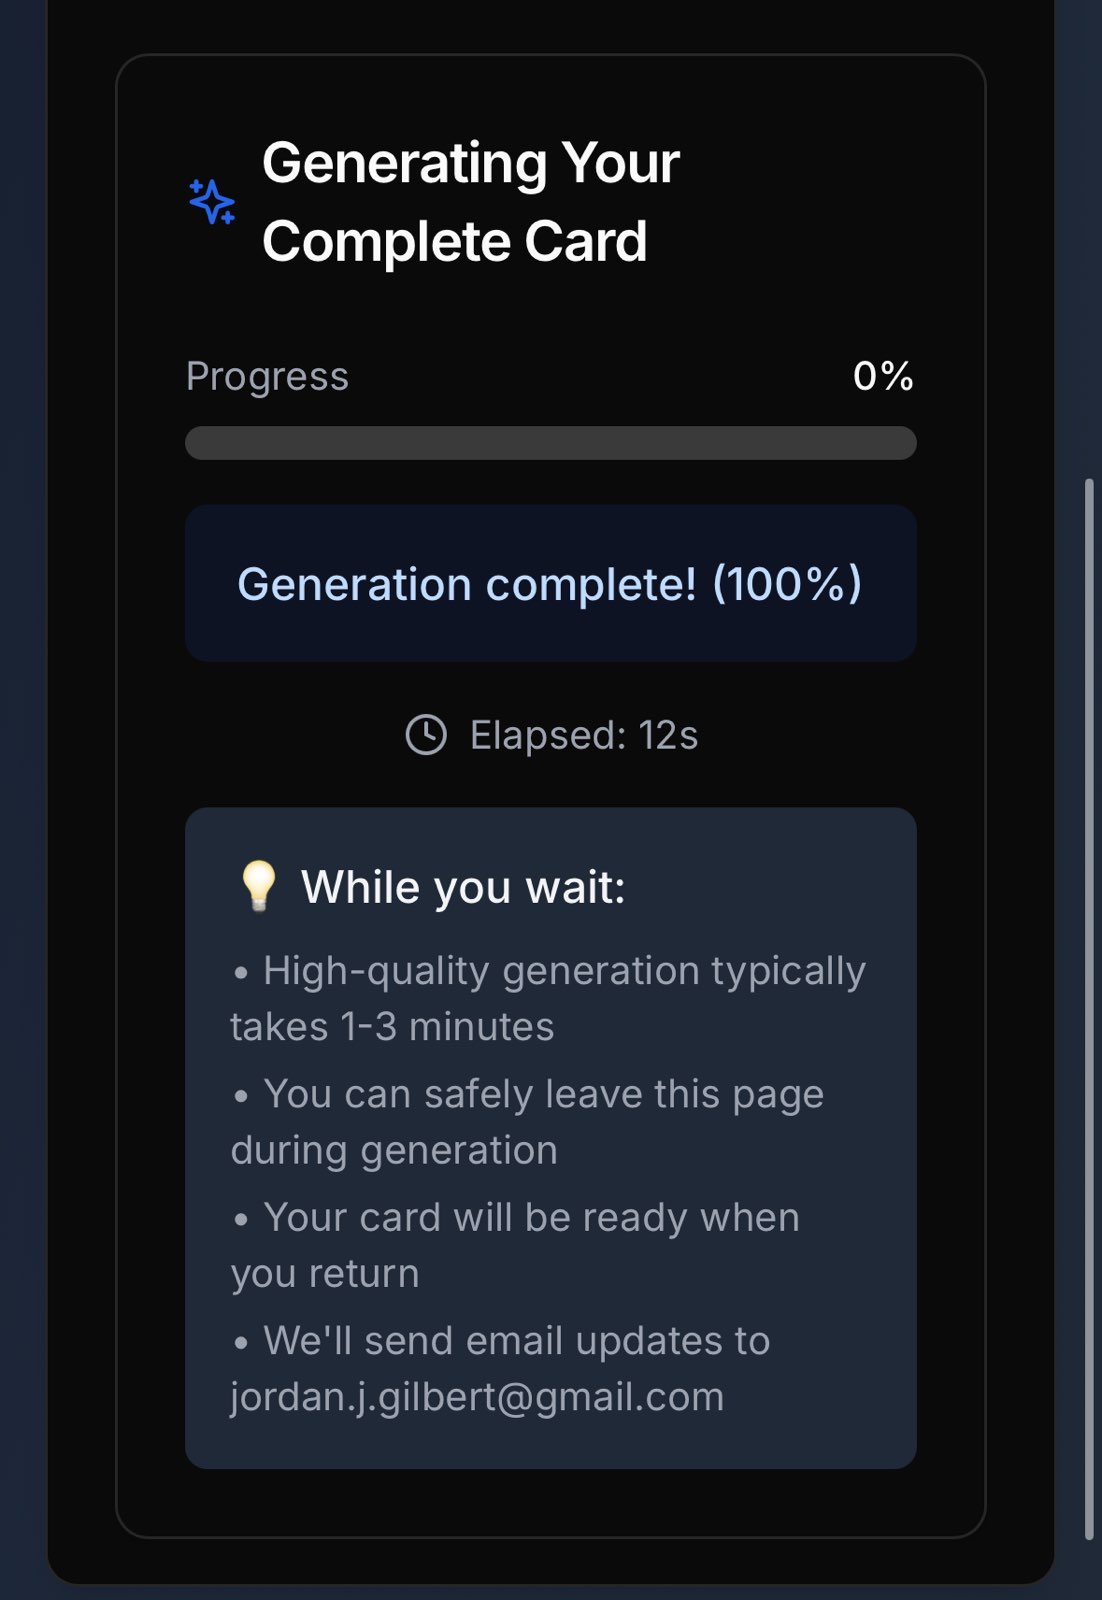 Generating Your
Complete Card
Progress 0%
Generation complete! (100%)
Elapsed: 12s
💡 While you wait:
• High-quality generation typically
takes 1-3 minutes
• You can safely leave this page
during generation
• Your card will be ready when
you return
• We'll send email updates to
jordan.j.gilbert@gmail.com